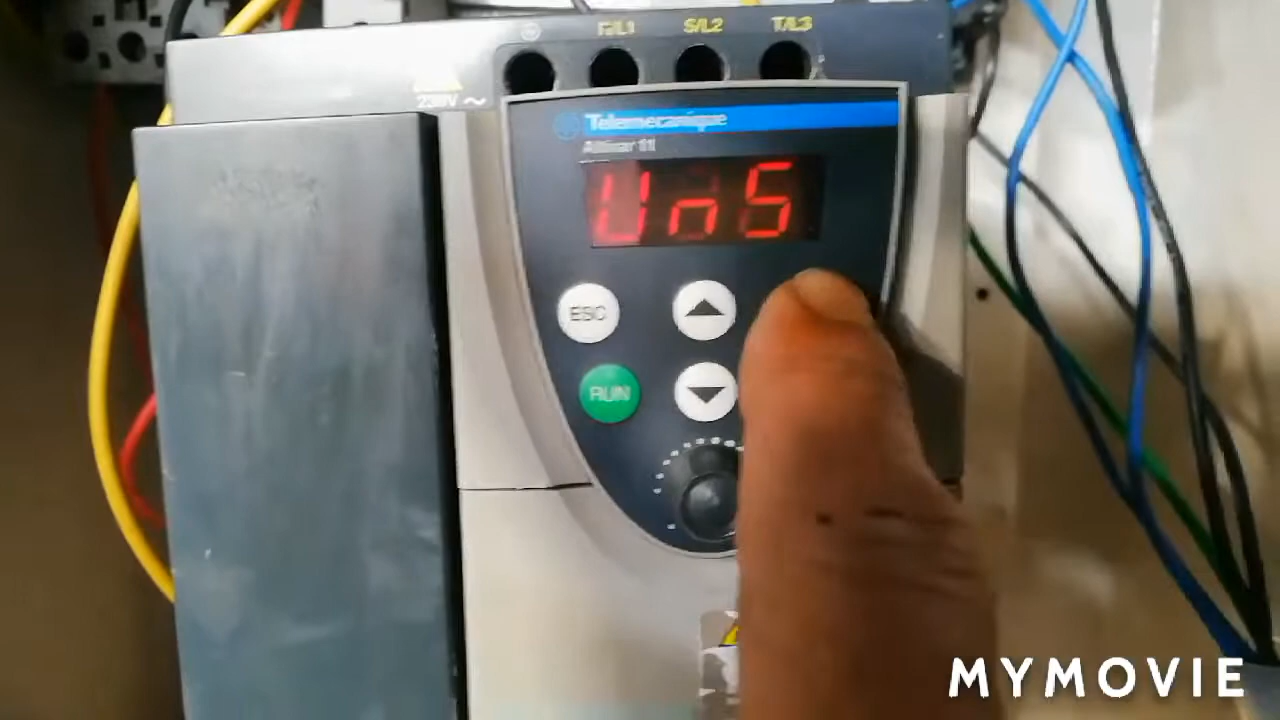 R/L1 S/L2 T/L3
230V ~
Telemecanique
Altivar 11
UnS
ESC
RUN
MYMOVIE